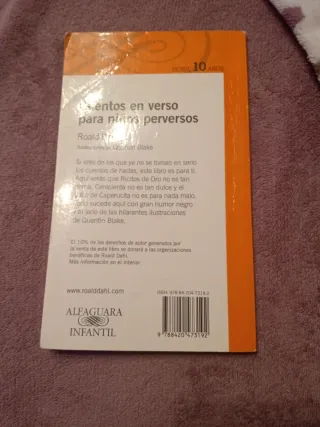 DESDE 10 AÑOS
Cuentos en verso
para niños perversos
Roald Dahl
Quentin Blake
Si eres de los que ya no se toman en serio
los cuentos de hadas, este libro es para ti.
Aquí verás que Ricitos de Oro no es tan
tierna, Cenicienta no es tan dulce y el
de Caperucita no es para nada malo.
sucede aquí con gran humor negro
al lado de las hilarantes ilustraciones
de Quentin Blake.
El 10% de los derechos de autor generados por
la venta de este libro se donará a las organizaciones
benéficas de Roald Dahl.
Más información en el interior.
www.roalddahl.com
ALFAGUARA
INFANTIL
9 788420 473192